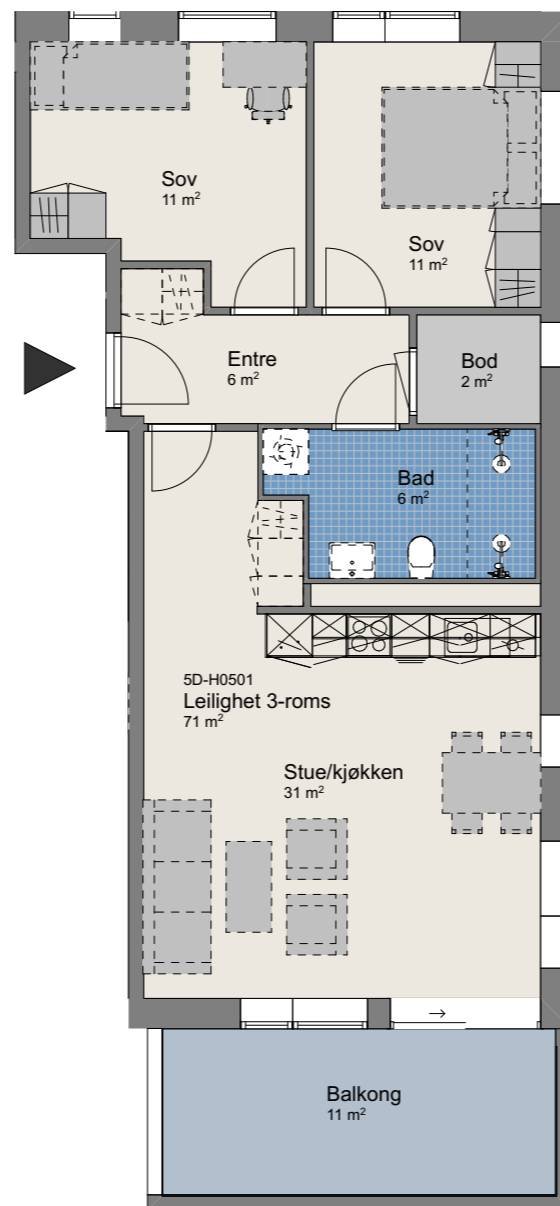 Sov
11 m²
Sov
11 m²
Entre
6 m²
Bod
2 m²
Bad
6 m²
5D-H0501
Leilighet 3-roms
71 m²
Stue/kjøkken
31 m²
Balkong
11 m²